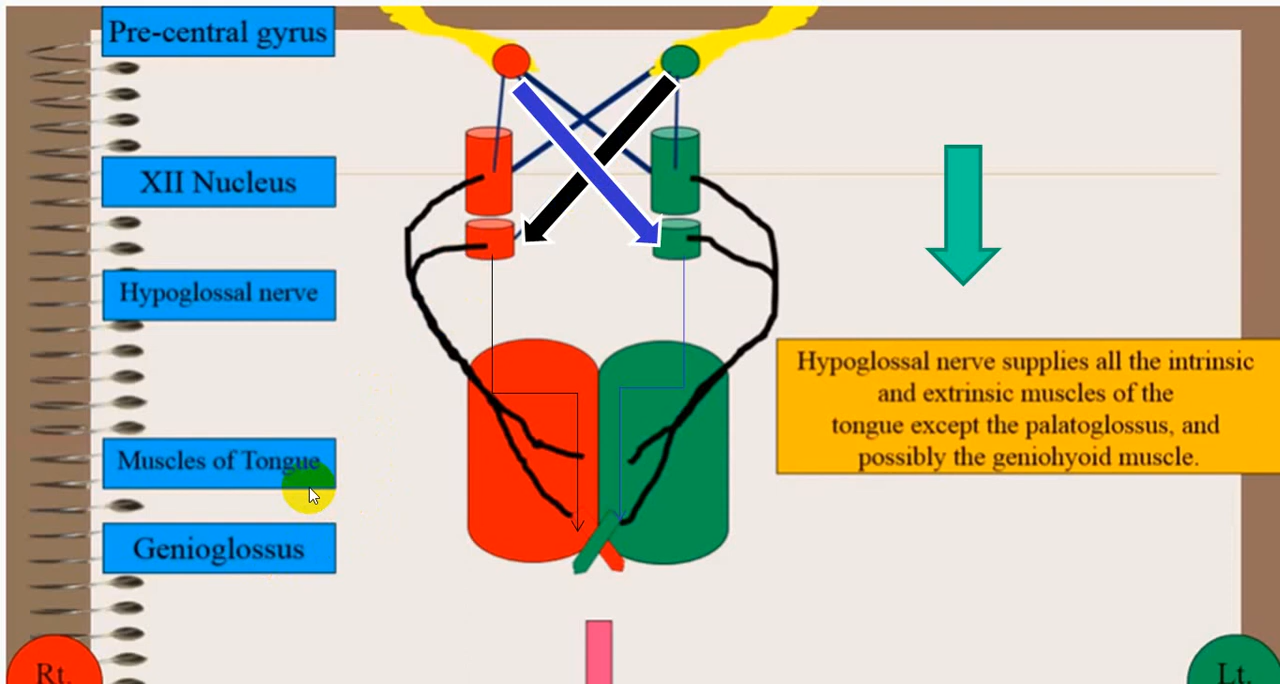 Pre-central gyrus
XII Nucleus
Hypoglossal nerve
Muscles of Tongue
Genioglossus
Hypoglossal nerve supplies all the intrinsic
and extrinsic muscles of the
tongue except the palatoglossus, and
possibly the geniohyoid muscle.
Rt.
Lt.